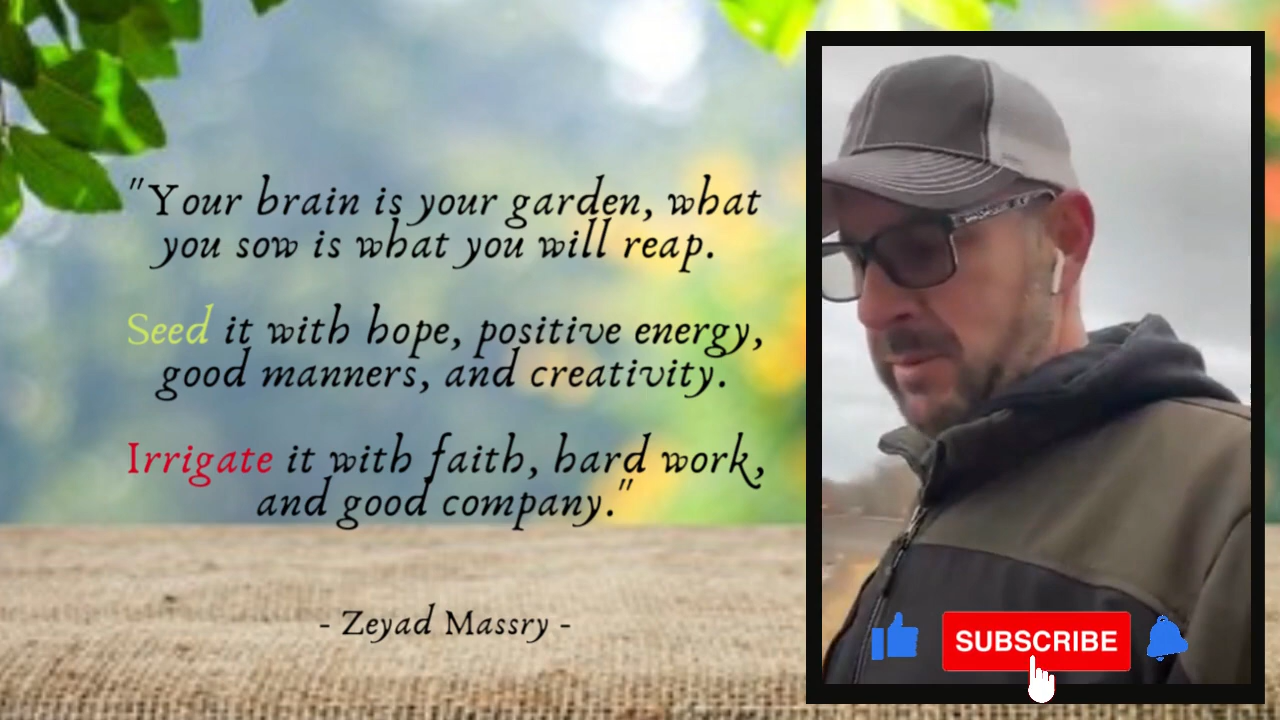 "Your brain is your garden, what
you sow is what you will reap.
Seed it with hope, positive energy,
good manners, and creativity.
Irrigate it with faith, hard work,
and good company."
- Zeyad Massry -
SUBSCRIBE